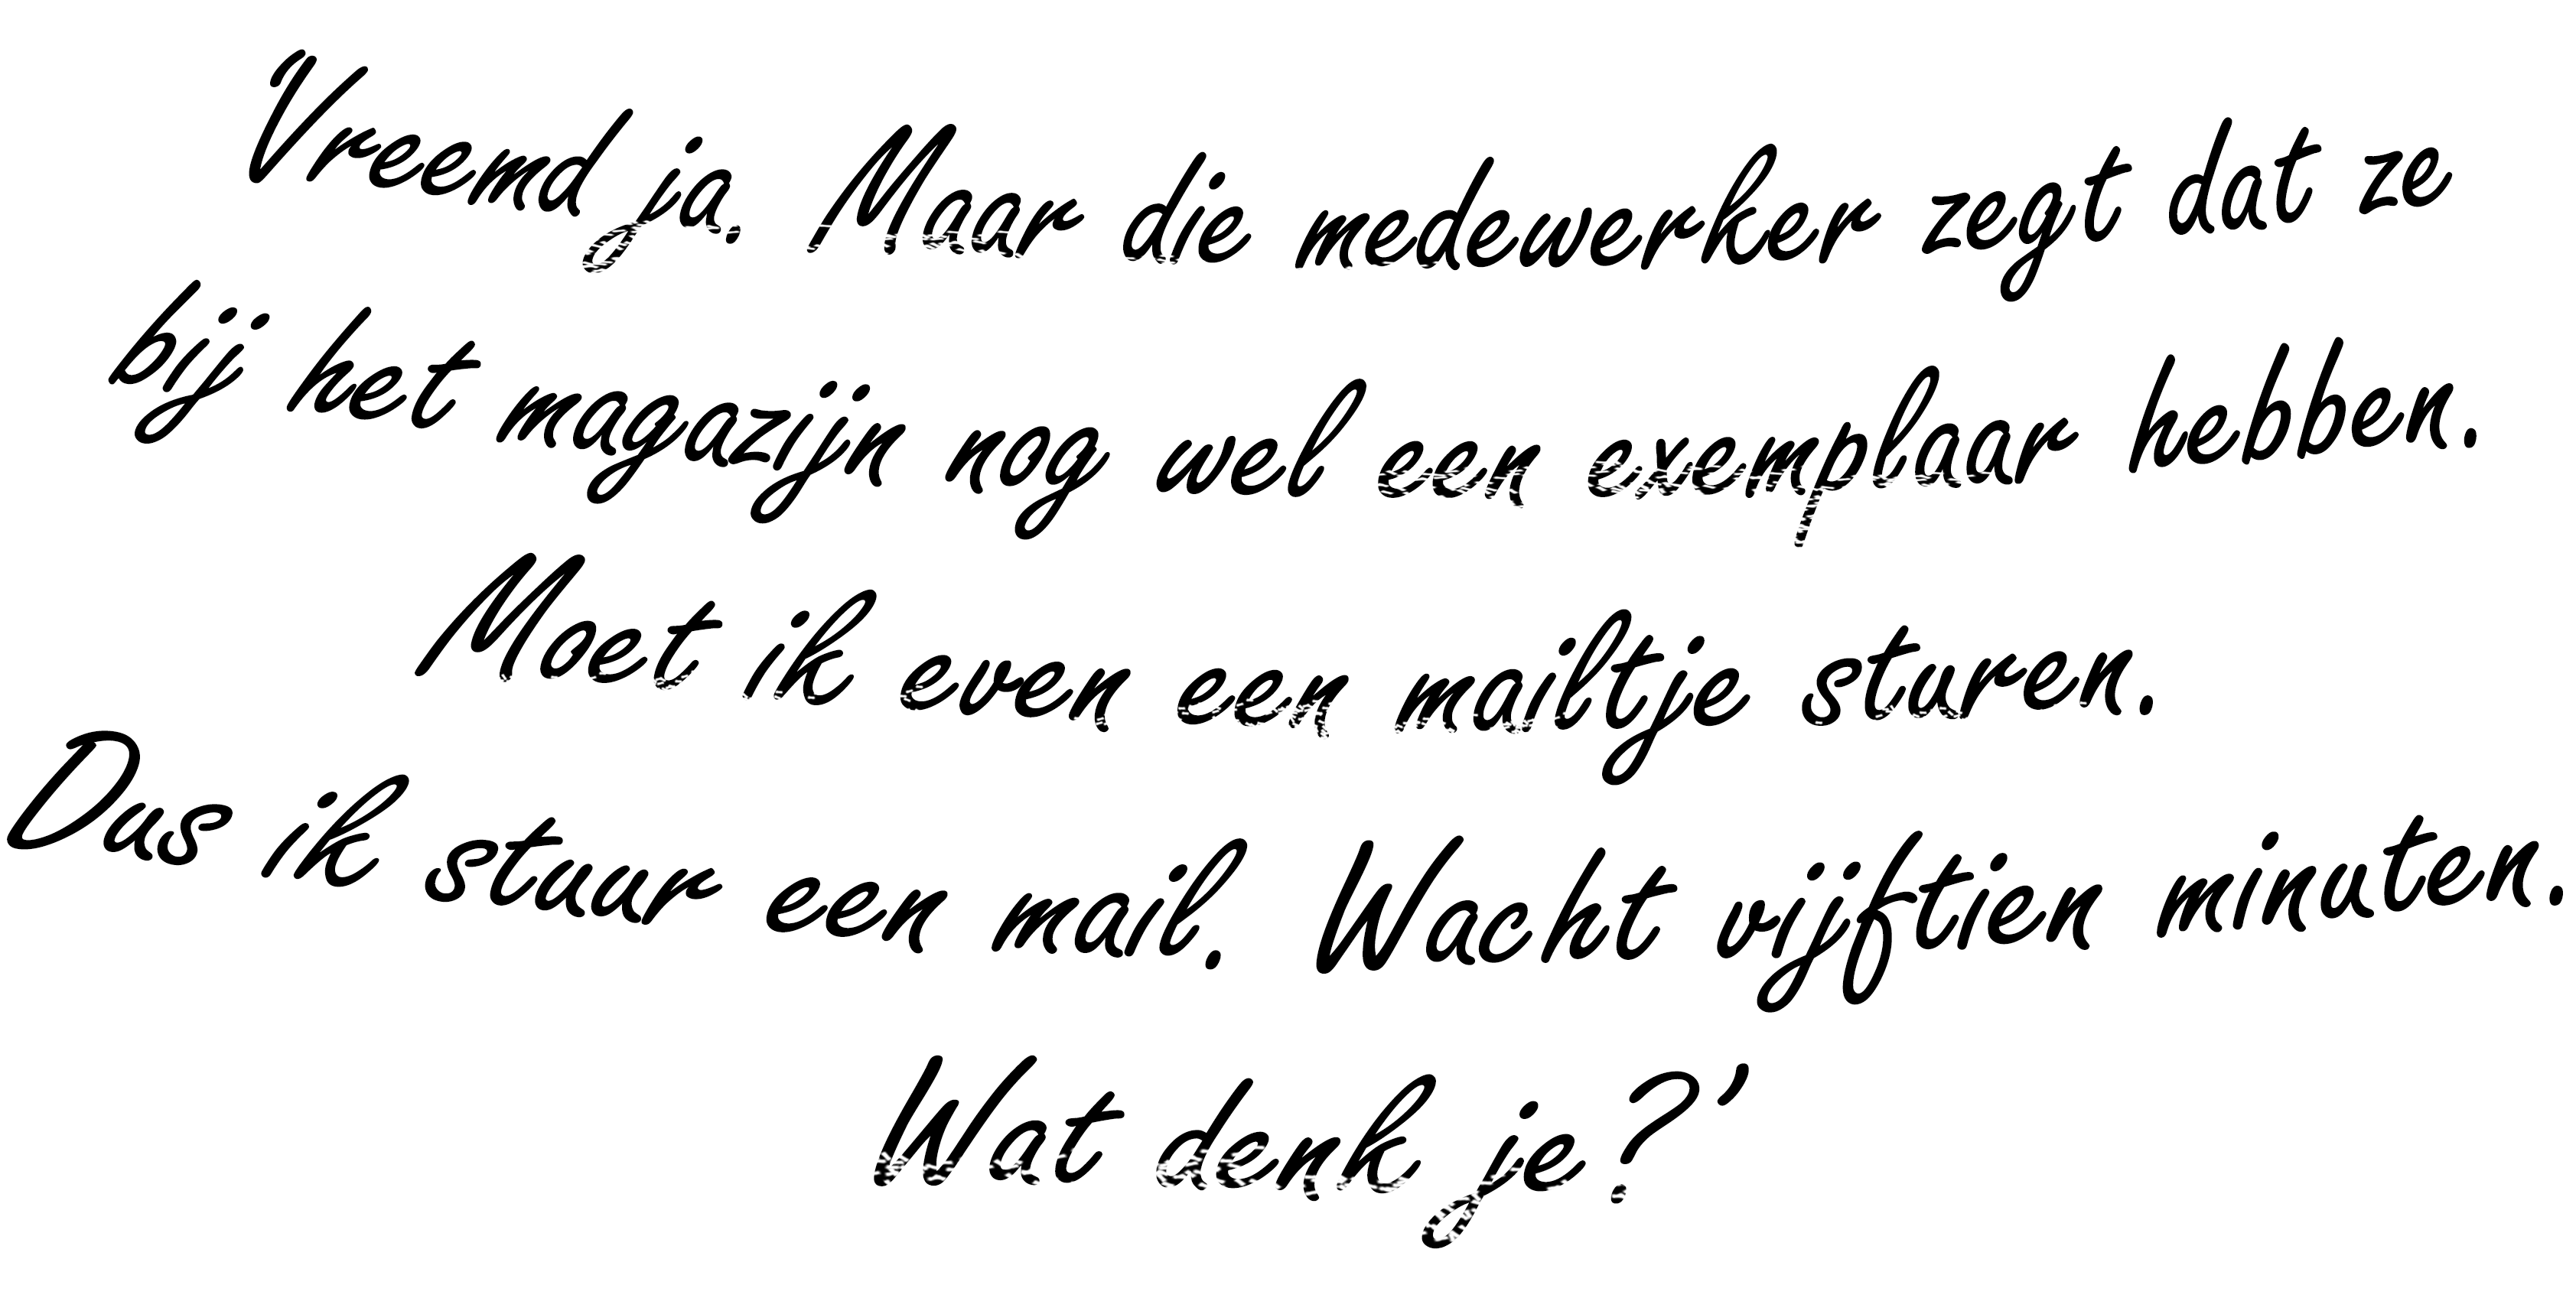 ‘Vreemd ja. Maar die medewerker zegt dat ze
bij het magazijn nog wel een exemplaar hebben.
Moet ik even een mailtje sturen.
Dus ik stuur een mail. Wacht vijftien minuten.
Wat denk je?’